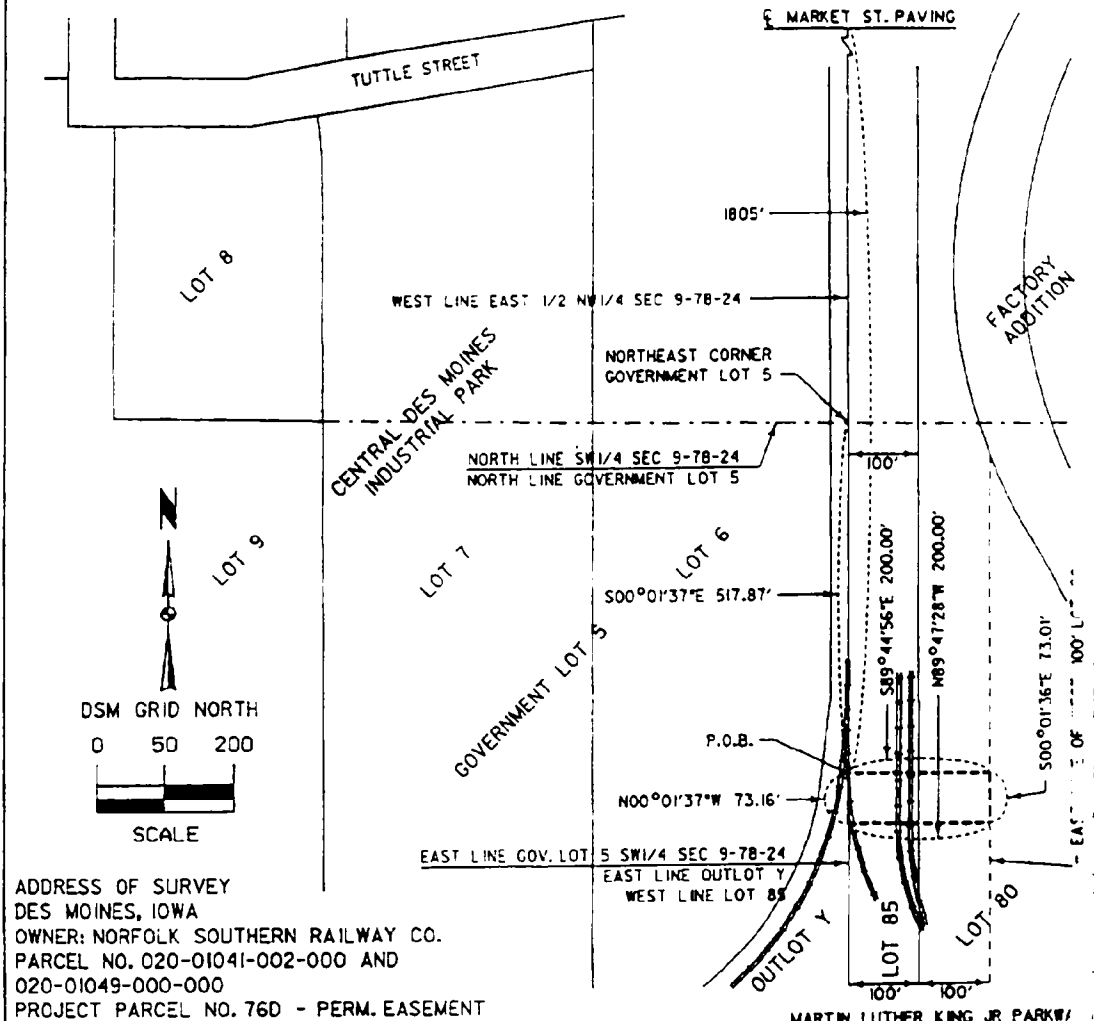 ℄ MARKET ST. PAVING
TUTTLE STREET
1805'
LOT 8
FACTORY
ADDITION
WEST LINE EAST 1/2 NW1/4 SEC 9-78-24
NORTHEAST CORNER
GOVERNMENT LOT 5
CENTRAL DES MOINES
INDUSTRIAL PARK
NORTH LINE SW1/4 SEC 9-78-24
NORTH LINE GOVERNMENT LOT 5
100'
N
LOT 9
LOT 7
LOT 6
S00°01'37"E 517.87'
S89°44'56"E 200.00'
N89°47'28"W 200.00'
S00°01'36"E 73.01'
GOVERNMENT LOT 5
DSM GRID NORTH
0 50 200
SCALE
P.O.B.
N00°01'37"W 73.16'
EAST LINE GOV. LOT 5 SW1/4 SEC 9-78-24
EAST LINE OUTLOT Y
WEST LINE LOT 85
OUTLOT Y
LOT 85
LOT 80
100' 100'
ADDRESS OF SURVEY
DES MOINES, IOWA
OWNER: NORFOLK SOUTHERN RAILWAY CO.
PARCEL NO. 020-01041-002-000 AND
020-01049-000-000
PROJECT PARCEL NO. 76D - PERM. EASEMENT
MARTIN LUTHER KING JR PARKW